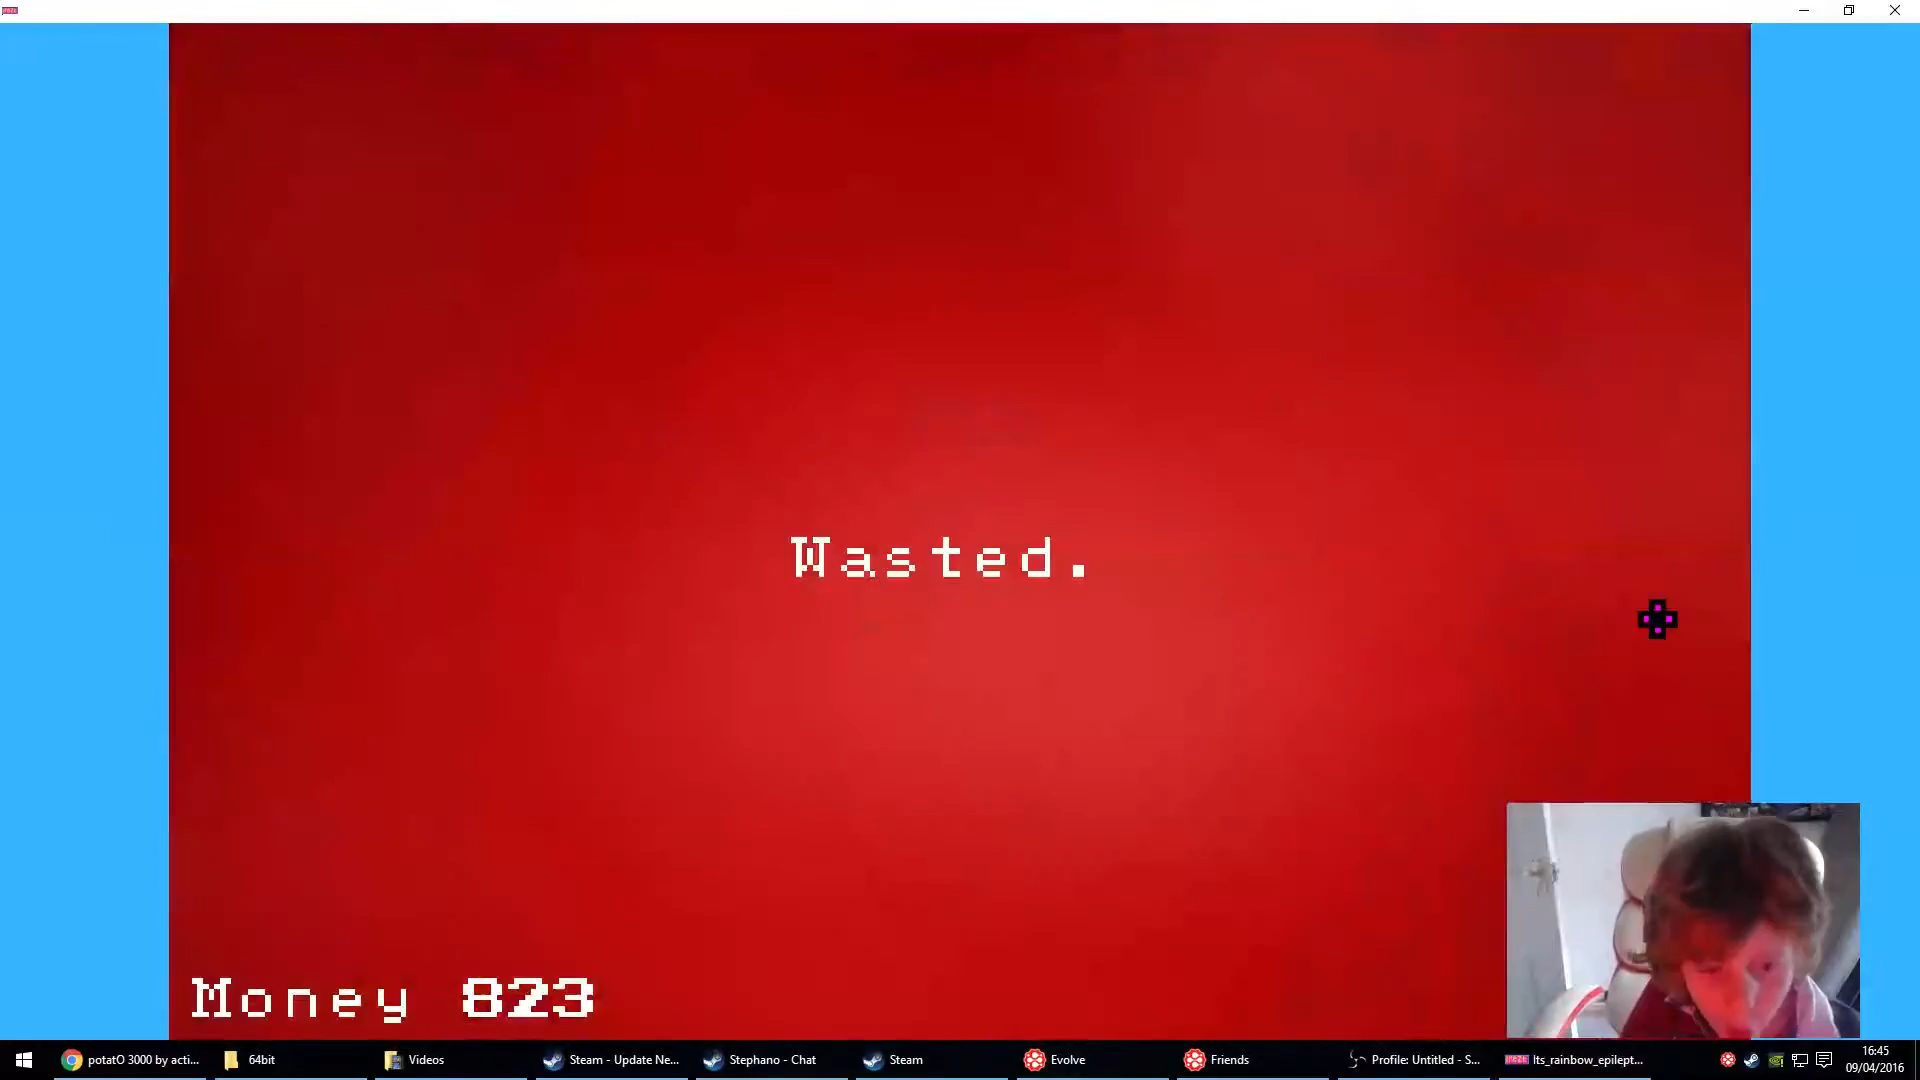 Wasted.
Money 823
potatO 3000 by acti...
64bit
Videos
Steam - Update Ne...
Stephano - Chat
Steam
Evolve
Friends
Profile: Untitled - S...
Its_rainbow_epilept...
16:45
09/04/2016